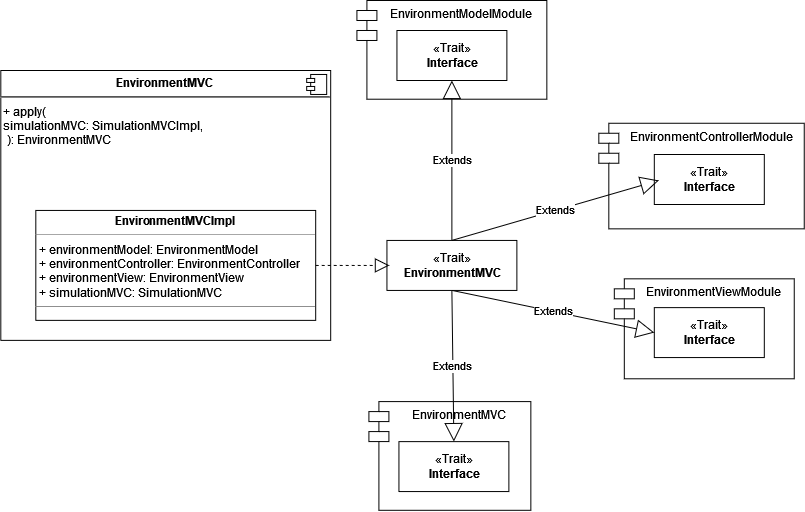 EnvironmentModelModule
«Trait»
Interface
EnvironmentMVC
+ apply(
simulationMVC: SimulationMVCImpl,
): EnvironmentMVC
EnvironmentMVCImpl
+ environmentModel: EnvironmentModel
+ environmentController: EnvironmentController
+ environmentView: EnvironmentView
+ simulationMVC: SimulationMVC
Extends
EnvironmentControllerModule
«Trait»
Interface
Extends
«Trait»
EnvironmentMVC
EnvironmentViewModule
«Trait»
Interface
Extends
Extends
EnvironmentMVC
«Trait»
Interface